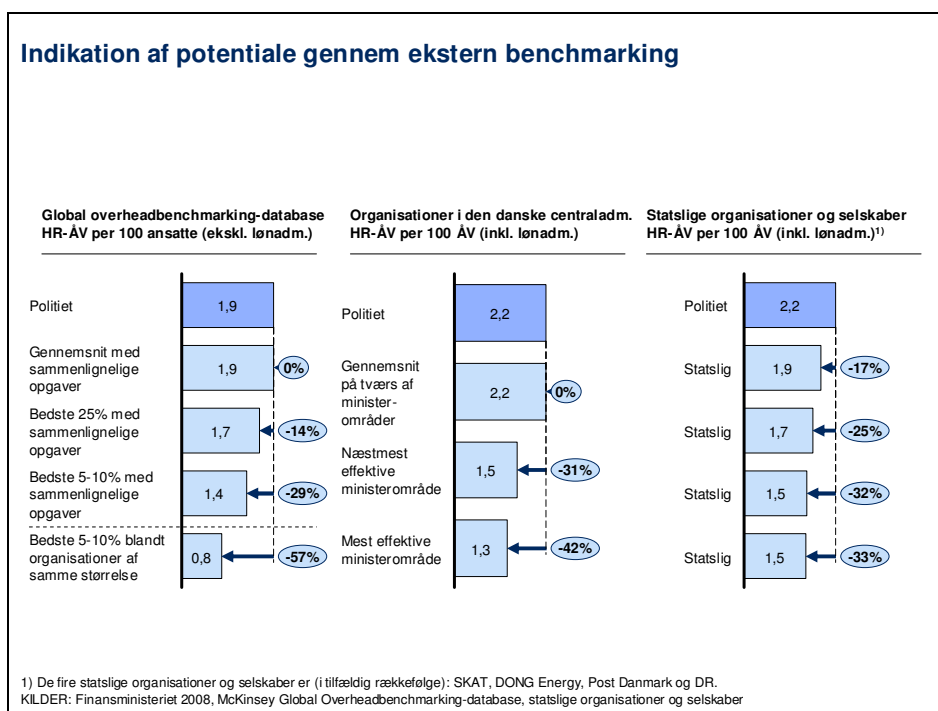 Indikation af potentiale gennem ekstern benchmarking
Global overheadbenchmarking-database
HR-ÅV per 100 ansatte (ekskl. lønadm.)
Politiet
1,9
Gennemsnit med
sammenlignelige
opgaver
1,9
0%
Bedste 25% med
sammenlignelige
opgaver
1,7
-14%
Bedste 5-10% med
sammenlignelige
opgaver
1,4
-29%
Bedste 5-10% blandt
organisationer af
samme størrelse
0,8
-57%
Organisationer i den danske centraladm.
HR-ÅV per 100 ÅV (inkl. lønadm.)
Politiet
2,2
Gennemsnit
på tværs af
minister-
områder
2,2
0%
Næstmest
effektive
ministerområde
1,5
-31%
Mest effektive
ministerområde
1,3
-42%
Statslige organisationer og selskaber
HR-ÅV per 100 ÅV (inkl. lønadm.)1)
Politiet
2,2
Statslig
1,9
-17%
Statslig
1,7
-25%
Statslig
1,5
-32%
Statslig
1,5
-33%
1) De fire statslige organisationer og selskaber er (i tilfældig rækkefølge): SKAT, DONG Energy, Post Danmark og DR.
KILDER: Finansministeriet 2008, McKinsey Global Overheadbenchmarking-database, statslige organisationer og selskaber